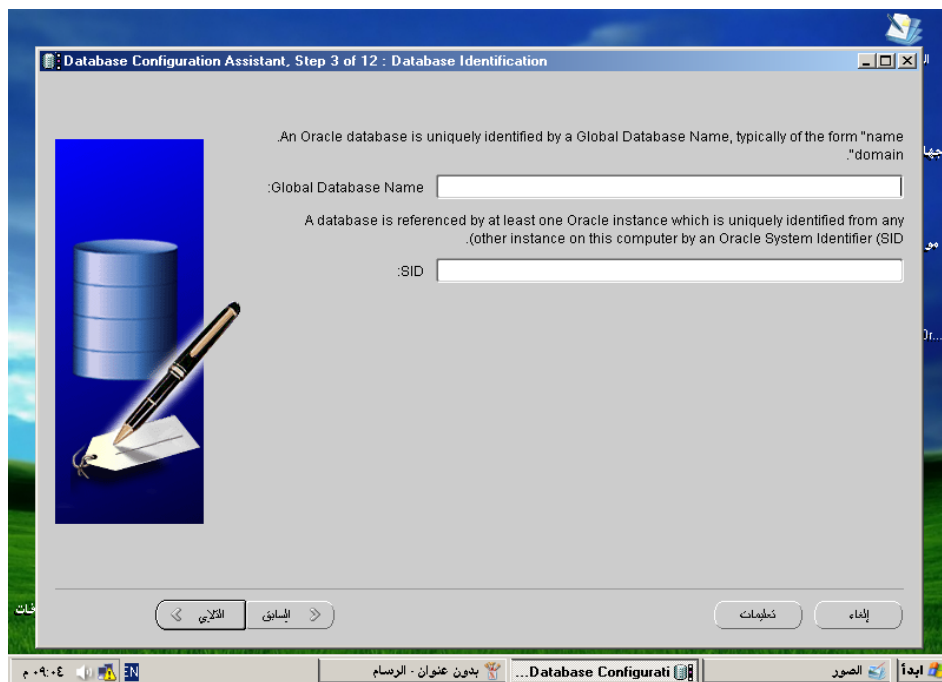 Database Configuration Assistant, Step 3 of 12 : Database Identification
.An Oracle database is uniquely identified by a Global Database Name, typically of the form "name
."domain
:Global Database Name
A database is referenced by at least one Oracle instance which is uniquely identified from any
.(other instance on this computer by an Oracle System Identifier (SID
:SID
إلغاء
تعليمات
السابق
التالي
ابدأ
الصور
...Database Configurati
بدون عنوان - الرسام
EN
٠٩:٠٤ م